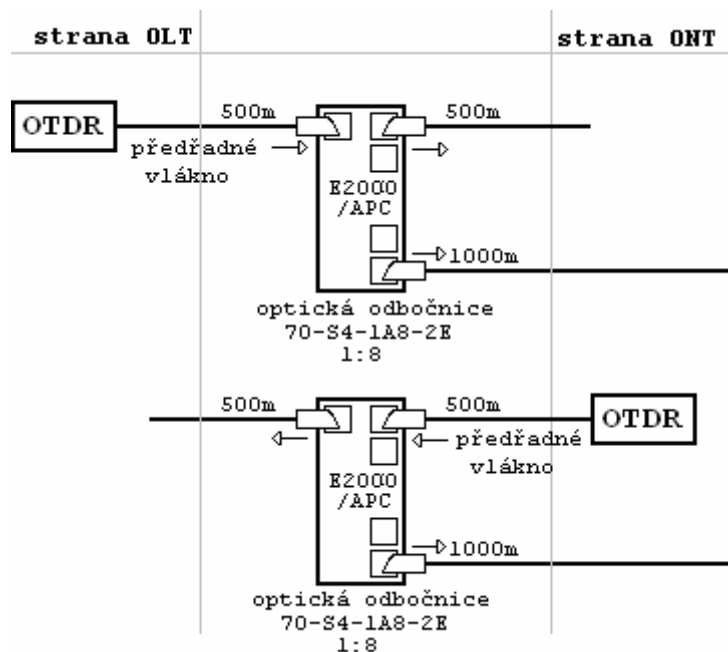 strana OLT
strana ONT
OTDR
500m
500m
předřadné
vlákno
E2000
/APC
1000m
optická odbočnice
70-S4-1A8-2E
1:8
500m
500m
OTDR
předřadné
vlákno
E2000
/APC
1000m
optická odbočnice
70-S4-1A8-2E
1:8